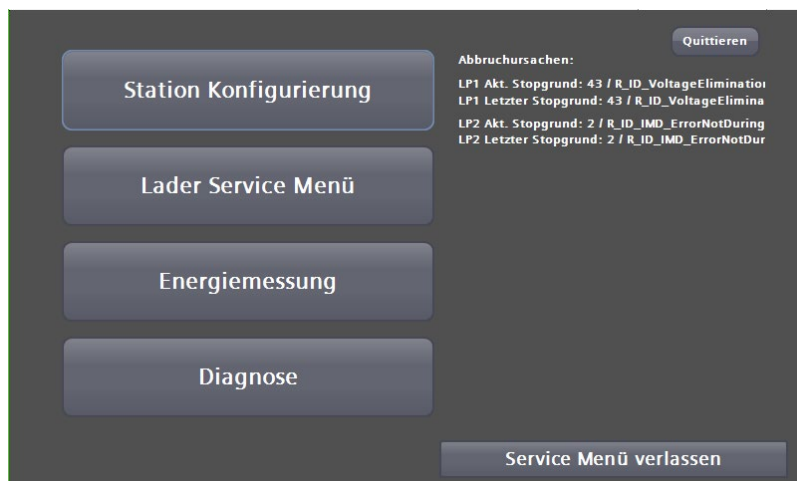 Quittieren
Abbruchursachen:
Station Konfigurierung
LP1 Akt. Stopgrund: 43 / R_ID_VoltageElimination
LP1 Letzter Stopgrund: 43 / R_ID_VoltageElimina
LP2 Akt. Stopgrund: 2 / R_ID_IMD_ErrorNotDuring
LP2 Letzter Stopgrund: 2 / R_ID_IMD_ErrorNotDur
Lader Service Menü
Energiemessung
Diagnose
Service Menü verlassen